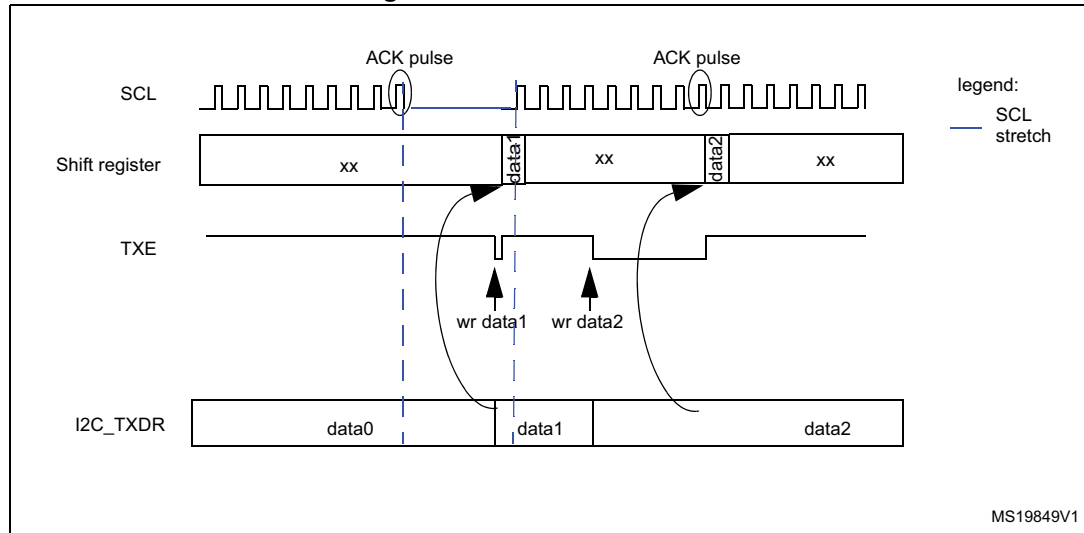 ACK pulse
ACK pulse
SCL
legend:
SCL
stretch
Shift register
xx
data1
xx
data2
xx
TXE
wr data1
wr data2
I2C_TXDR
data0
data1
data2
MS19849V1